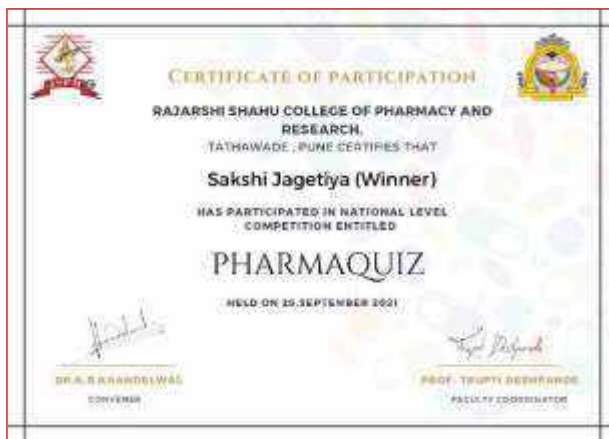 CERTIFICATE OF PARTICIPATION
RAJARSHI SHAHU COLLEGE OF PHARMACY AND
RESEARCH,
TATHAWADE , PUNE CERTIFIES THAT
Sakshi Jagetiya (Winner)
HAS PARTICIPATED IN NATIONAL LEVEL
COMPETITION ENTITLED
PHARMAQUIZ
HELD ON 25.SEPTEMBER 2021
DR.K.R.KHANDELWAL
CONVENER
PROF. TRUPTI DESHPANDE
FACULTY COORDINATOR